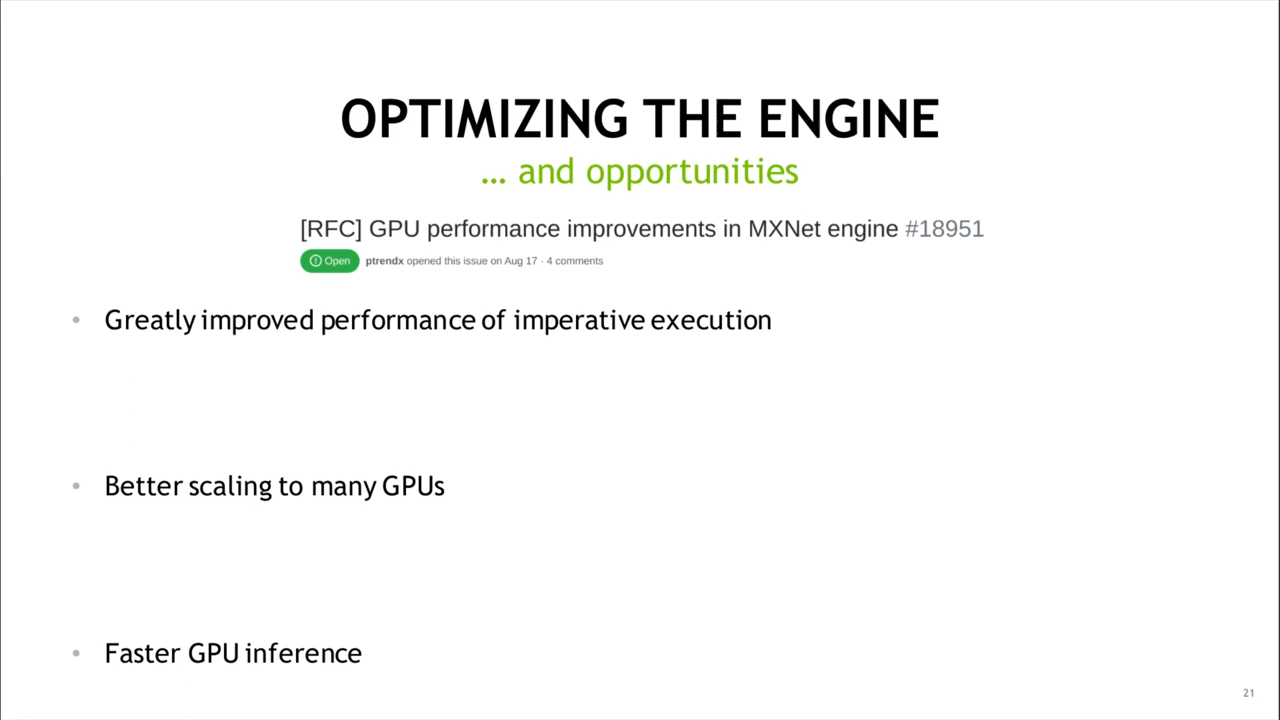 OPTIMIZING THE ENGINE
... and opportunities
[RFC] GPU performance improvements in MXNet engine #18951
Open ptrendx opened this issue on Aug 17 · 4 comments
• Greatly improved performance of imperative execution
• Better scaling to many GPUs
• Faster GPU inference
21